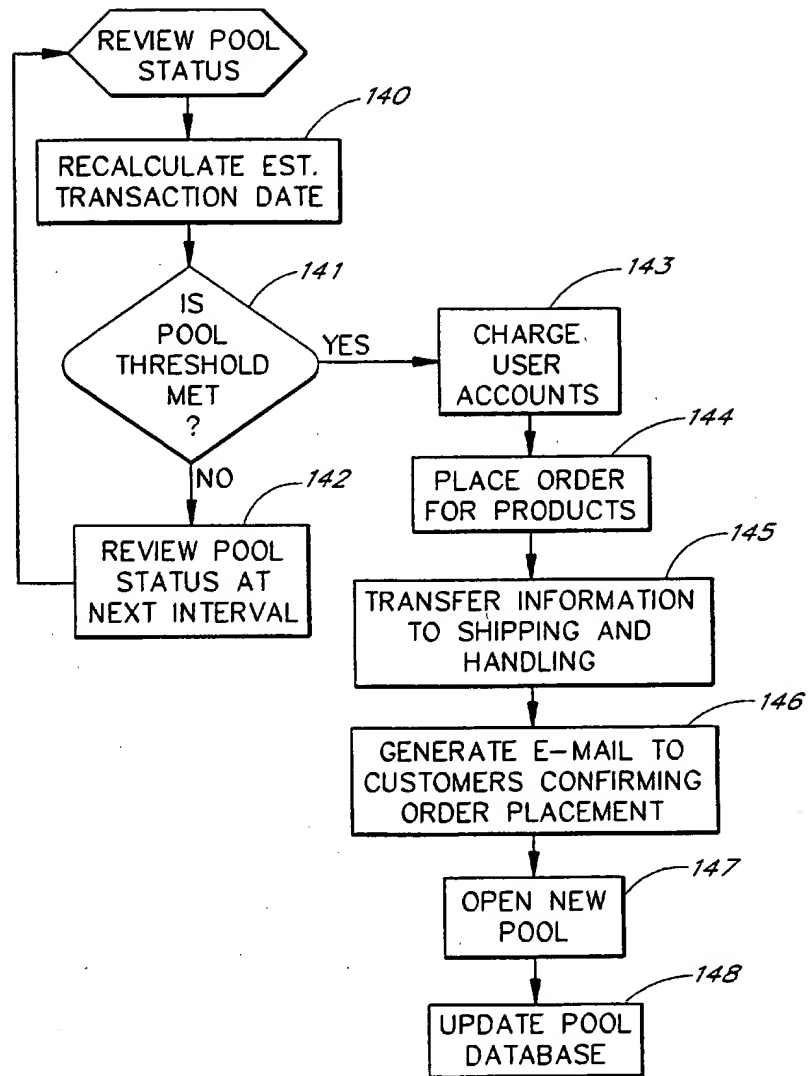 REVIEW POOL
STATUS
140
RECALCULATE EST.
TRANSACTION DATE
141
IS
POOL
THRESHOLD
MET
?
YES
NO
142
REVIEW POOL
STATUS AT
NEXT INTERVAL
143
CHARGE
USER
ACCOUNTS
144
PLACE ORDER
FOR PRODUCTS
145
TRANSFER INFORMATION
TO SHIPPING AND
HANDLING
146
GENERATE E-MAIL TO
CUSTOMERS CONFIRMING
ORDER PLACEMENT
147
OPEN NEW
POOL
148
UPDATE POOL
DATABASE